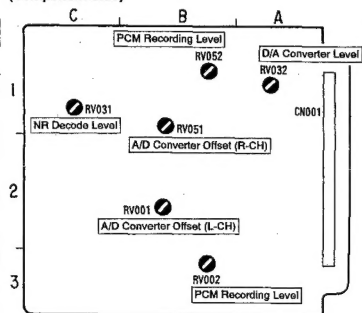 C B A
PCM Recording Level
RV052
D/A Converter Level
RV032
1
CN001
RV031
NR Decode Level
RV051
A/D Converter Offset (R-CH)
2
RV001
A/D Converter Offset (L-CH)
3
RV002
PCM Recording Level